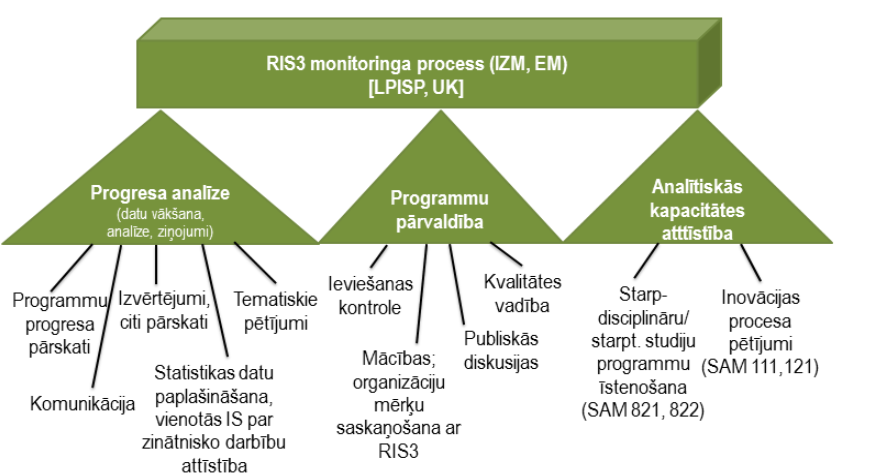 RIS3 monitoringa process (IZM, EM)
[LPISP, UK]
Progresa analīze
(datu vākšana,
analīze, ziņojumi)
Programmu
pārvaldība
Analītiskās
kapacitātes
atttīstība
Programmu
progresa
pārskati
Komunikācija
Izvērtējumi,
citi pārskati
Statistikas datu
paplašināšana,
vienotās IS par
zinātnisko darbību
attīstība
Tematiskie
pētījumi
Ieviešanas
kontrole
Mācības;
organizāciju
mērķu
saskaņošana ar
RIS3
Publiskās
diskusijas
Kvalitātes
vadība
Starp-
disciplināru/
starpt. studiju
programmu
īstenošana
(SAM 821, 822)
Inovācijas
procesa
pētījumi
(SAM 111,121)